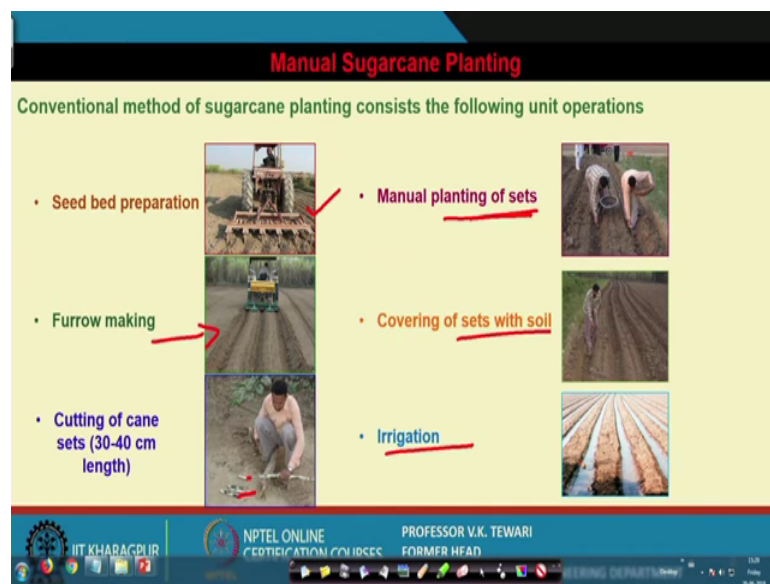 Manual Sugarcane Planting
Conventional method of sugarcane planting consists the following unit operations
• Seed bed preparation
• Furrow making
• Cutting of cane
sets (30-40 cm
length)
• Manual planting of sets
• Covering of sets with soil
• Irrigation
IIT KHARAGPUR
NPTEL ONLINE
CERTIFICATION COURSES
PROFESSOR V.K. TEWARI
FORMER HEAD